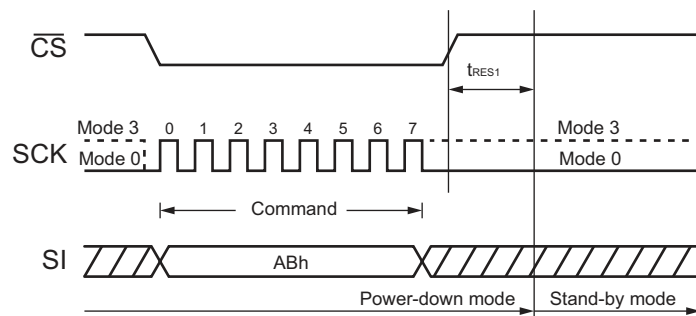 CS
tRES1
Mode 3 0 1 2 3 4 5 6 7 Mode 3
SCK
Mode 0 Mode 0
Command
SI ABh
Power-down mode Stand-by mode